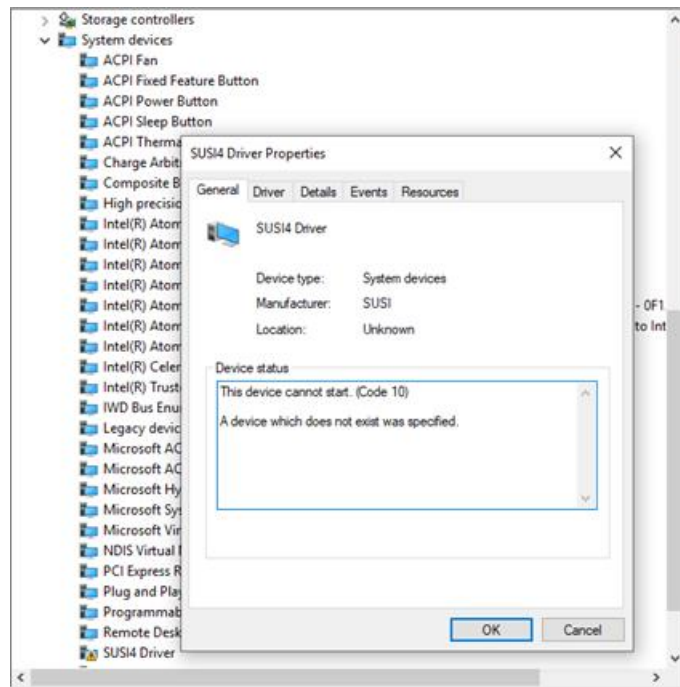 Storage controllers
System devices
ACPI Fan
ACPI Fixed Feature Button
ACPI Power Button
ACPI Sleep Button
ACPI Therma
Charge Arbit
Composite B
High precisio
Intel(R) Atom
Intel(R) Atom
Intel(R) Atom
Intel(R) Atom
Intel(R) Atom
- 0F1
Intel(R) Atom
to Int
Intel(R) Atom
Intel(R) Celer
Intel(R) Trust
IWD Bus Enu
Legacy devic
Microsoft AC
Microsoft AC
Microsoft Hy
Microsoft Sys
Microsoft Vir
NDIS Virtual
PCI Express R
Plug and Play
Programmab
Remote Desk
SUSI4 Driver
SUSI4 Driver Properties
General Driver Details Events Resources
SUSI4 Driver
Device type: System devices
Manufacturer: SUSI
Location: Unknown
Device status
This device cannot start. (Code 10)
A device which does not exist was specified.
OK Cancel